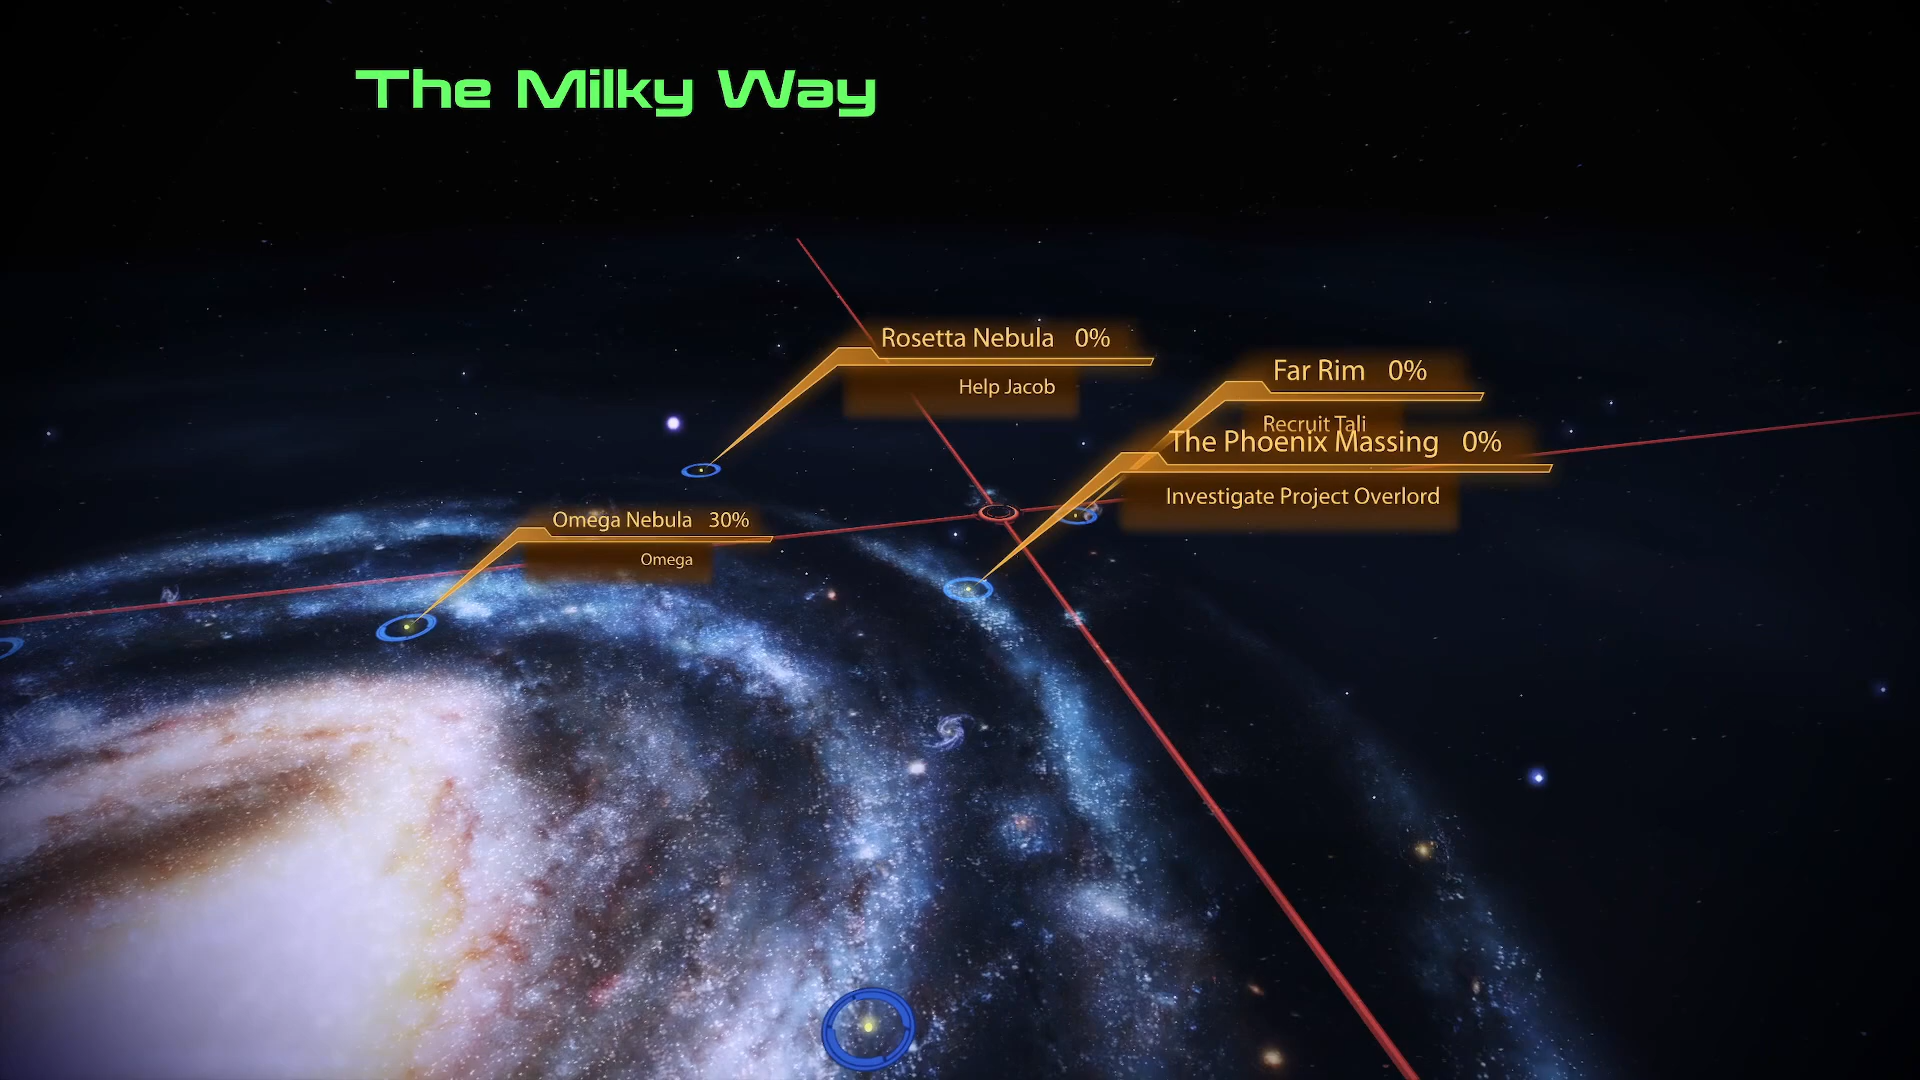 The Milky Way
Rosetta Nebula 0%
Help Jacob
Far Rim 0%
Recruit Tali
The Phoenix Massing 0%
Investigate Project Overlord
Omega Nebula 30%
Omega